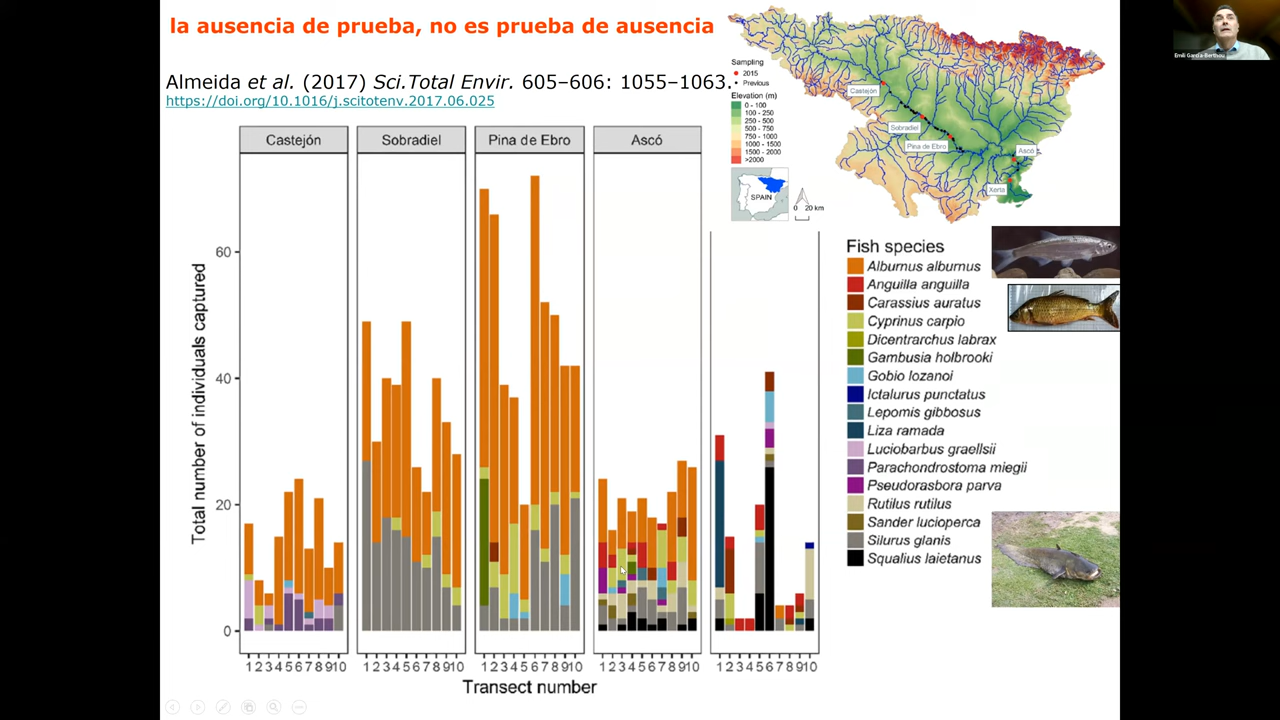 la ausencia de prueba, no es prueba de ausencia
Almeida et al. (2017) Sci.Total Envir. 605–606: 1055–1063.
https://doi.org/10.1016/j.scitotenv.2017.06.025
Emili García-Berthou
Sampling
2015
Previous
Elevation (m)
0 - 100
100 - 250
250 - 500
500 - 750
750 - 1000
1000 - 1500
1500 - 2000
>2000
Castejón
Sobradiel
Pina de Ebro
Ascó
Xerta
SPAIN
0 20 km
Castejón
Sobradiel
Pina de Ebro
Ascó
Total number of individuals captured
60
40
20
0
1 2 3 4 5 6 7 8 9 10
1 2 3 4 5 6 7 8 9 10
1 2 3 4 5 6 7 8 9 10
1 2 3 4 5 6 7 8 9 10
1 2 3 4 5 6 7 8 9 10
Transect number
Fish species
Alburnus alburnus
Anguilla anguilla
Carassius auratus
Cyprinus carpio
Dicentrarchus labrax
Gambusia holbrooki
Gobio lozanoi
Ictalurus punctatus
Lepomis gibbosus
Liza ramada
Luciobarbus graellsii
Parachondrostoma miegii
Pseudorasbora parva
Rutilus rutilus
Sander lucioperca
Silurus glanis
Squalius laietanus